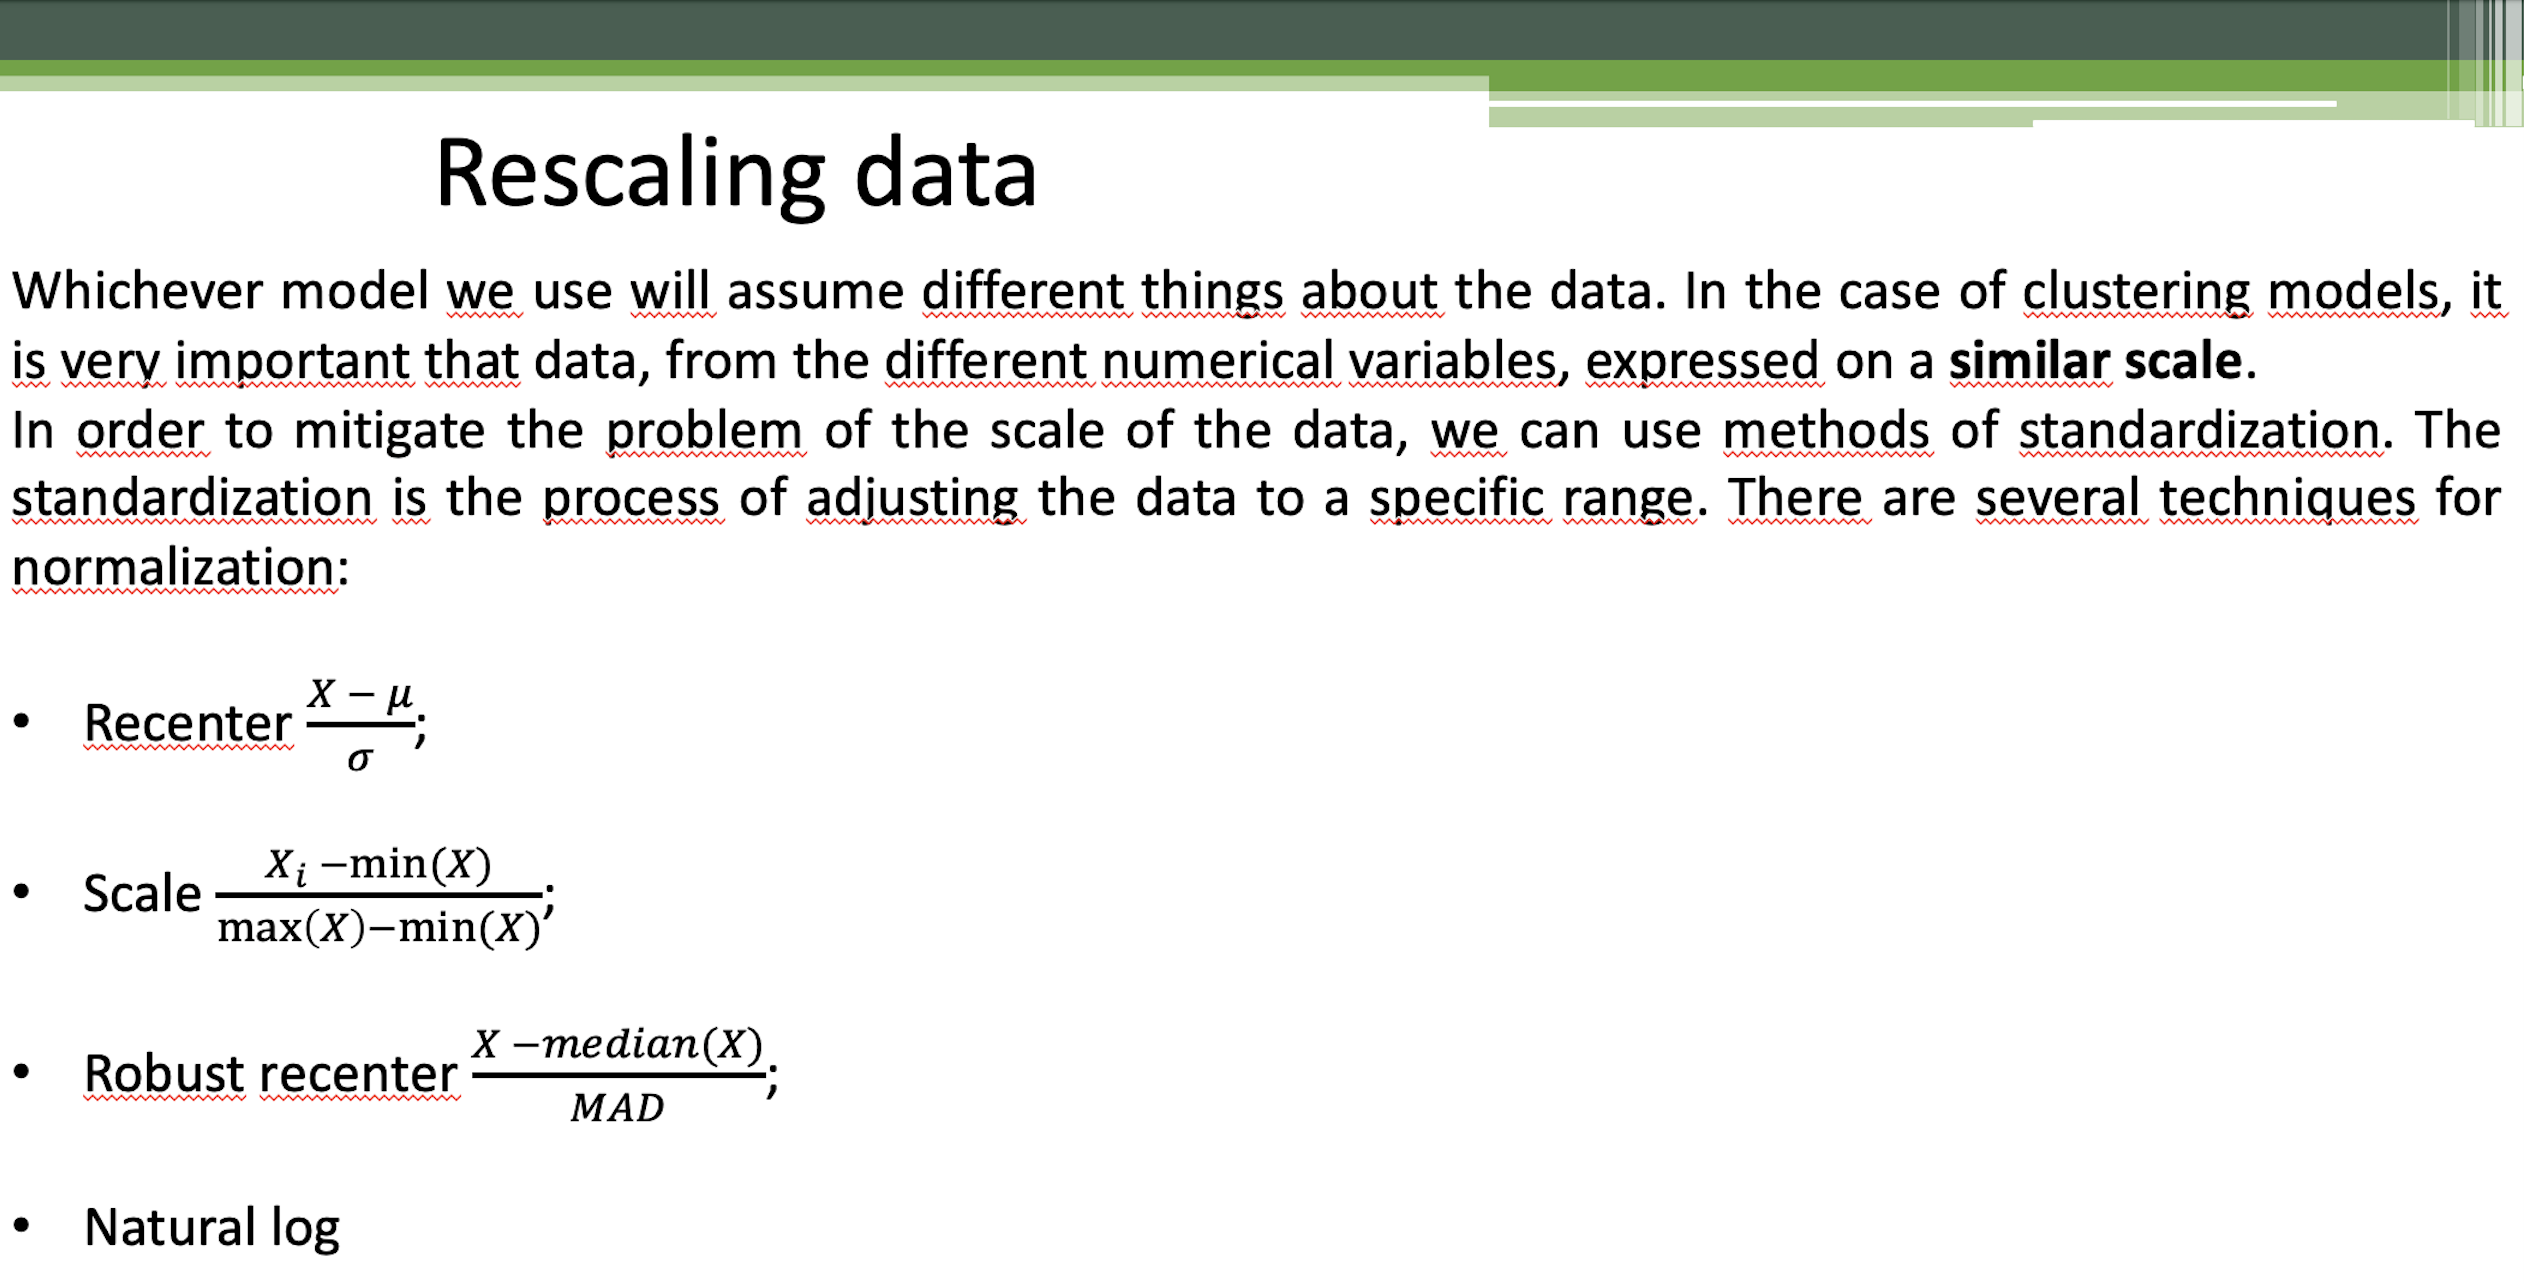 Rescaling data
Whichever model we use will assume different things about the data. In the case of clustering models, it
is very important that data, from the different numerical variables, expressed on a similar scale.
In order to mitigate the problem of the scale of the data, we can use methods of standardization. The
standardization is the process of adjusting the data to a specific range. There are several techniques for
normalization:
• Recenter \frac{X - μ}{σ};
• Scale \frac{X_i - min(X)}{max(X) - min(X)};
• Robust recenter \frac{X - median(X)}{MAD};
• Natural log